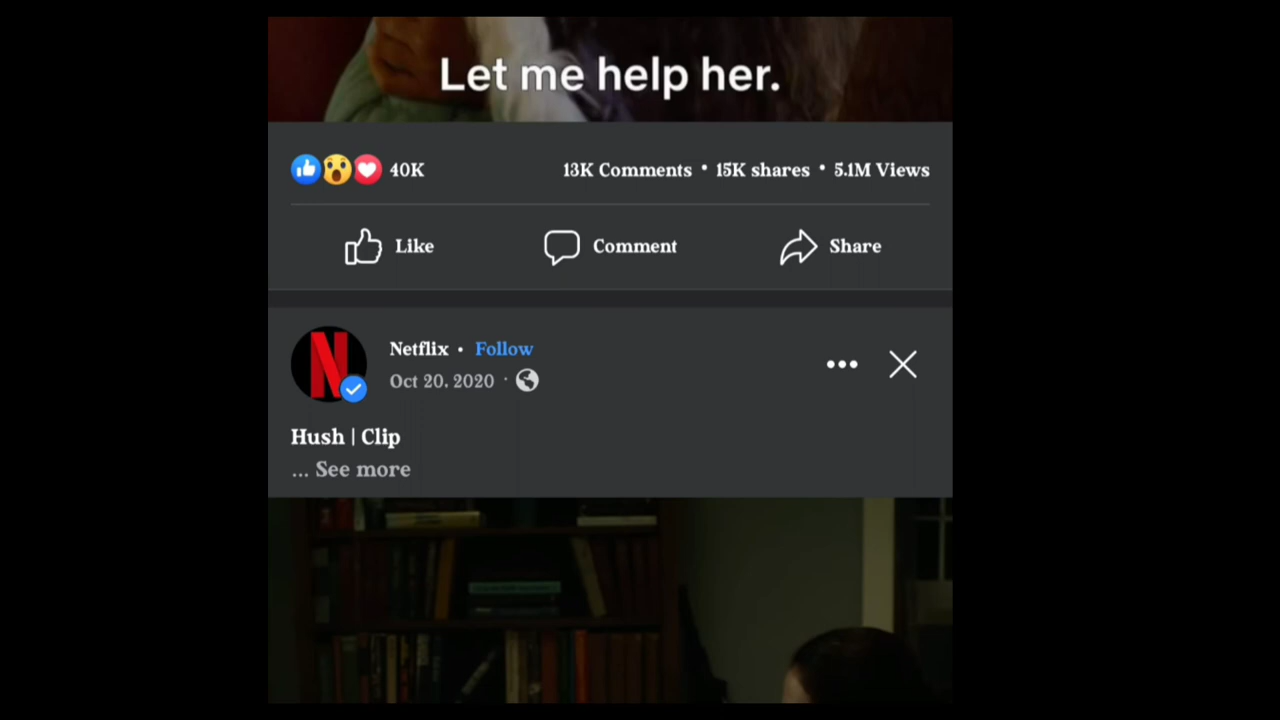 Let me help her.
40K 13K Comments • 15K shares • 5.1M Views
Like Comment Share
Netflix • Follow
Oct 20. 2020 ·
Hush | Clip
... See more